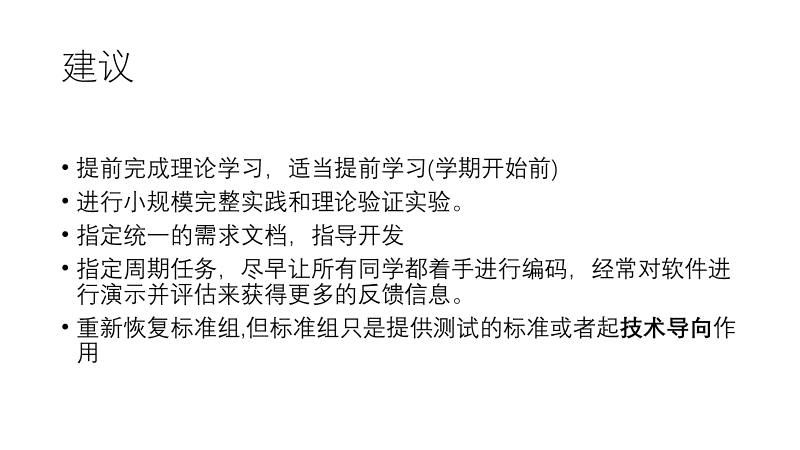 建议
• 提前完成理论学习，适当提前学习(学期开始前)
• 进行小规模完整实践和理论验证实验。
• 指定统一的需求文档，指导开发
• 指定周期任务，尽早让所有同学都着手进行编码，经常对软件进
行演示并评估来获得更多的反馈信息。
• 重新恢复标准组,但标准组只是提供测试的标准或者起技术导向作
用